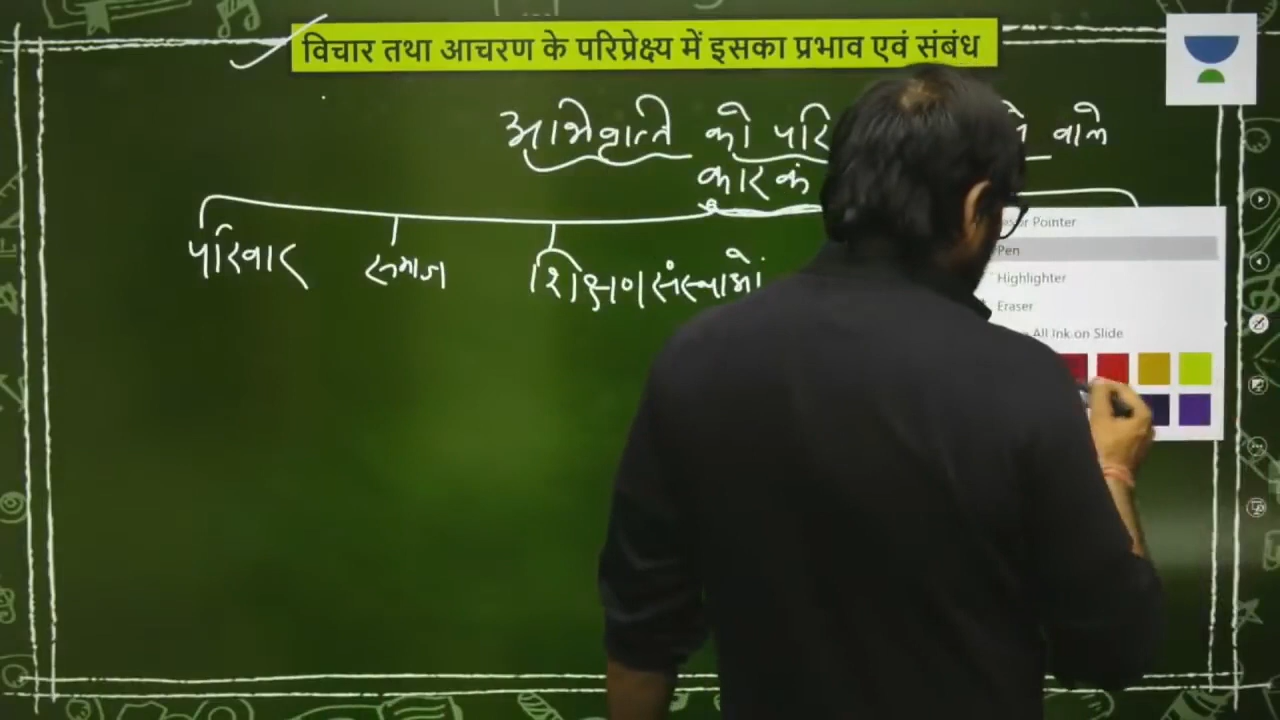 विचार तथा आचरण के परिप्रेक्ष्य में इसका प्रभाव एवं संबंध
अभिवृत्ति को परि वाले
कारक
परिवार समाज शिक्षण संस्थाओं
Pointer
Pen
Highlighter
Eraser
All Ink on Slide